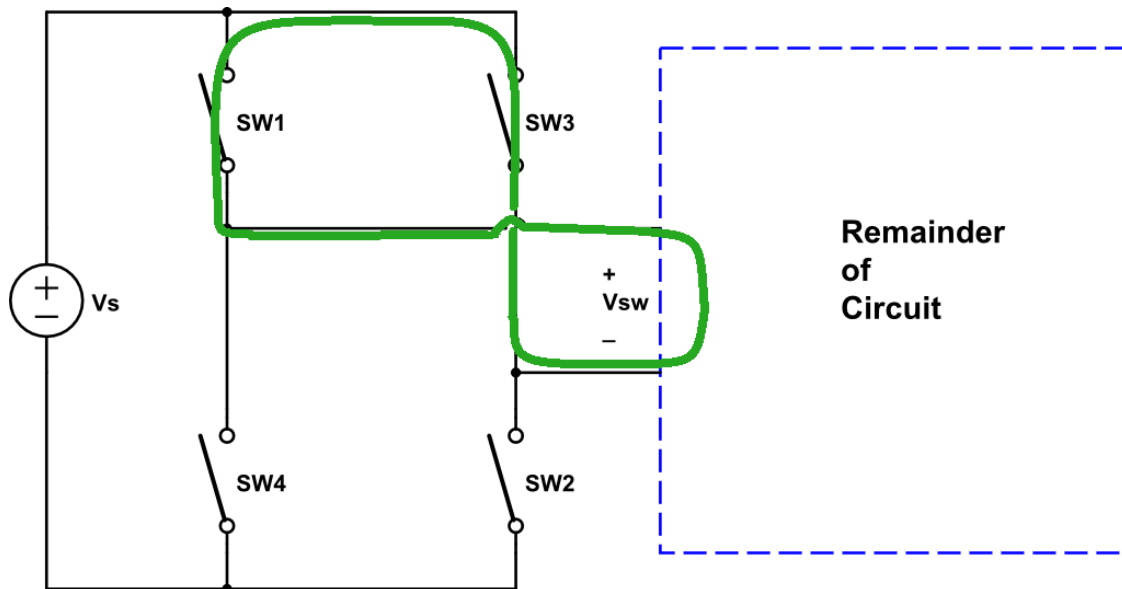 SW1
SW3
Remainder
of
Circuit
+
Vs
−
+
Vsw
−
SW4
SW2